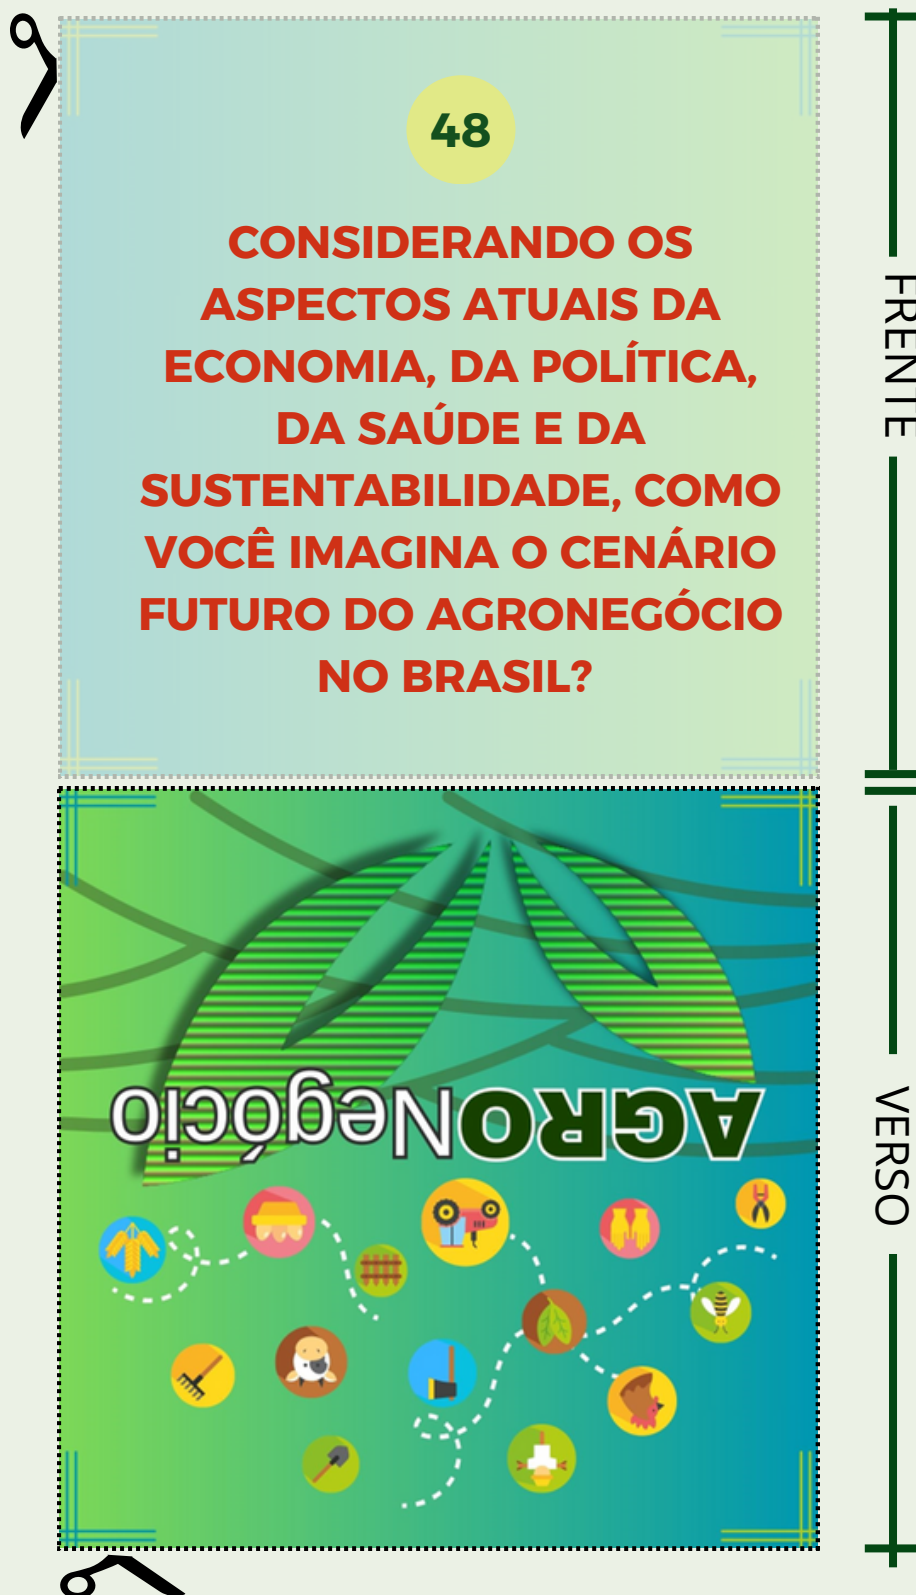 48
CONSIDERANDO OS
ASPECTOS ATUAIS DA
ECONOMIA, DA POLÍTICA,
DA SAÚDE E DA
SUSTENTABILIDADE, COMO
VOCÊ IMAGINA O CENÁRIO
FUTURO DO AGRONEGÓCIO
NO BRASIL?
FRENTE
AGRONegócio
VERSO